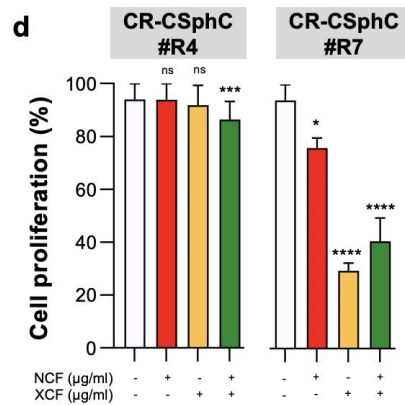 d
CR-CSphC
#R4
CR-CSphC
#R7
Cell proliferation (%)
100
80
60
40
20
0
ns
ns
***
*
****
****
NCF (µg/ml) - + - + - + - +
XCF (µg/ml) - - + + - - + +